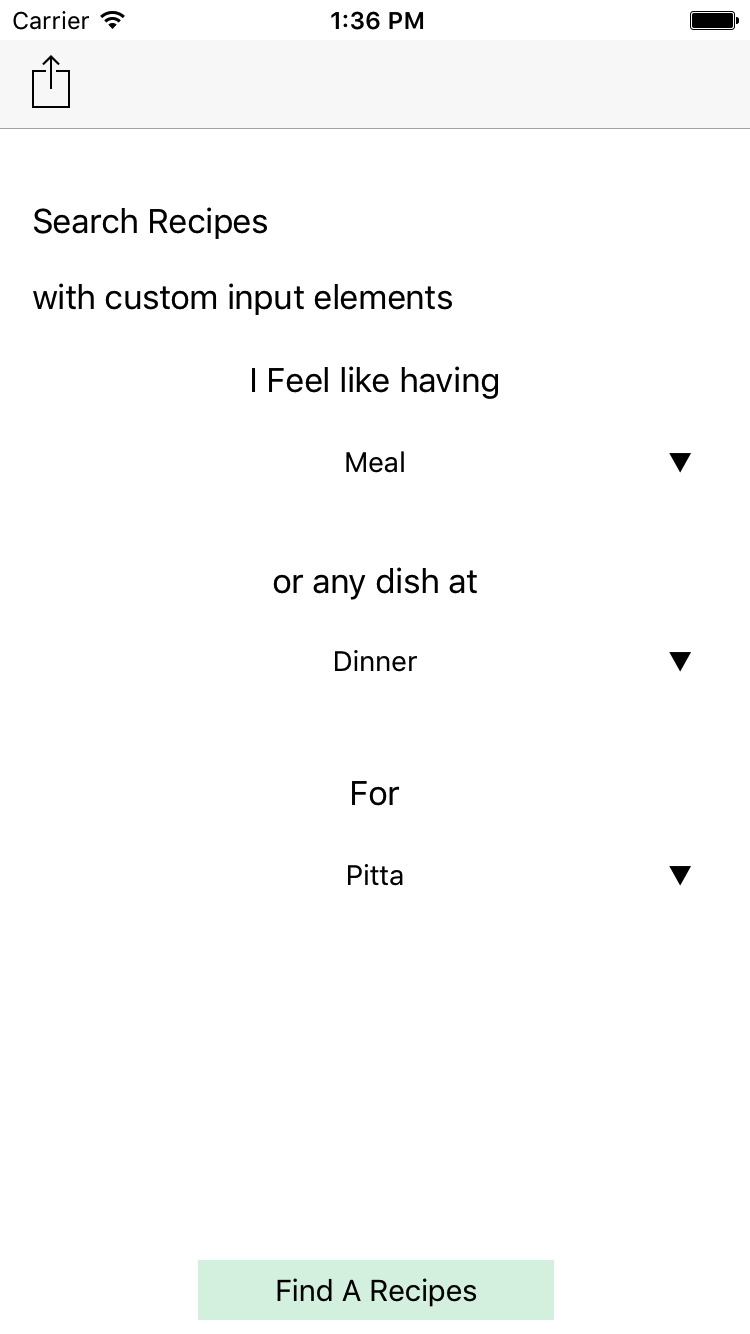 Carrier 1:36 PM
Search Recipes
with custom input elements
I Feel like having
Meal
or any dish at
Dinner
For
Pitta
Find A Recipes